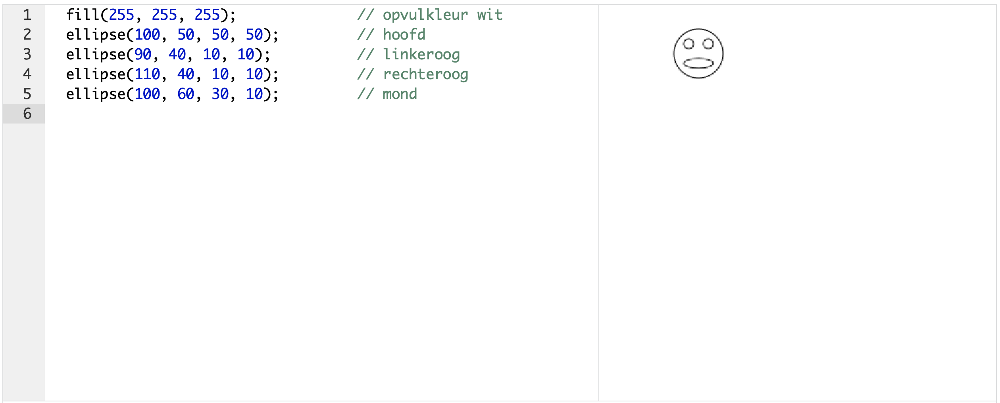 1 fill(255, 255, 255); // opvulkleur wit
2 ellipse(100, 50, 50, 50); // hoofd
3 ellipse(90, 40, 10, 10); // linkeroog
4 ellipse(110, 40, 10, 10); // rechteroog
5 ellipse(100, 60, 30, 10); // mond
6